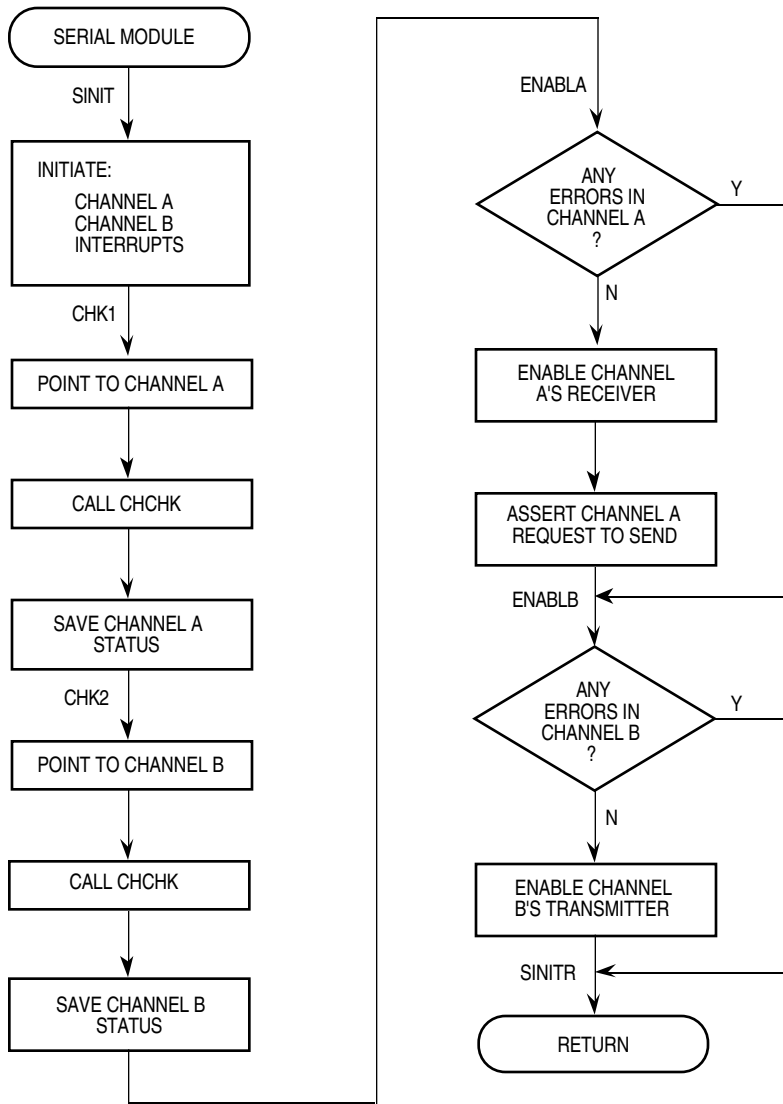 SERIAL MODULE
SINIT
INITIATE:
CHANNEL A
CHANNEL B
INTERRUPTS
CHK1
POINT TO CHANNEL A
CALL CHCHK
SAVE CHANNEL A
STATUS
CHK2
POINT TO CHANNEL B
CALL CHCHK
SAVE CHANNEL B
STATUS
ENABLA
ANY
ERRORS IN
CHANNEL A
?
Y
N
ENABLE CHANNEL
A'S RECEIVER
ASSERT CHANNEL A
REQUEST TO SEND
ENABLB
ANY
ERRORS IN
CHANNEL B
?
Y
N
ENABLE CHANNEL
B'S TRANSMITTER
SINITR
RETURN